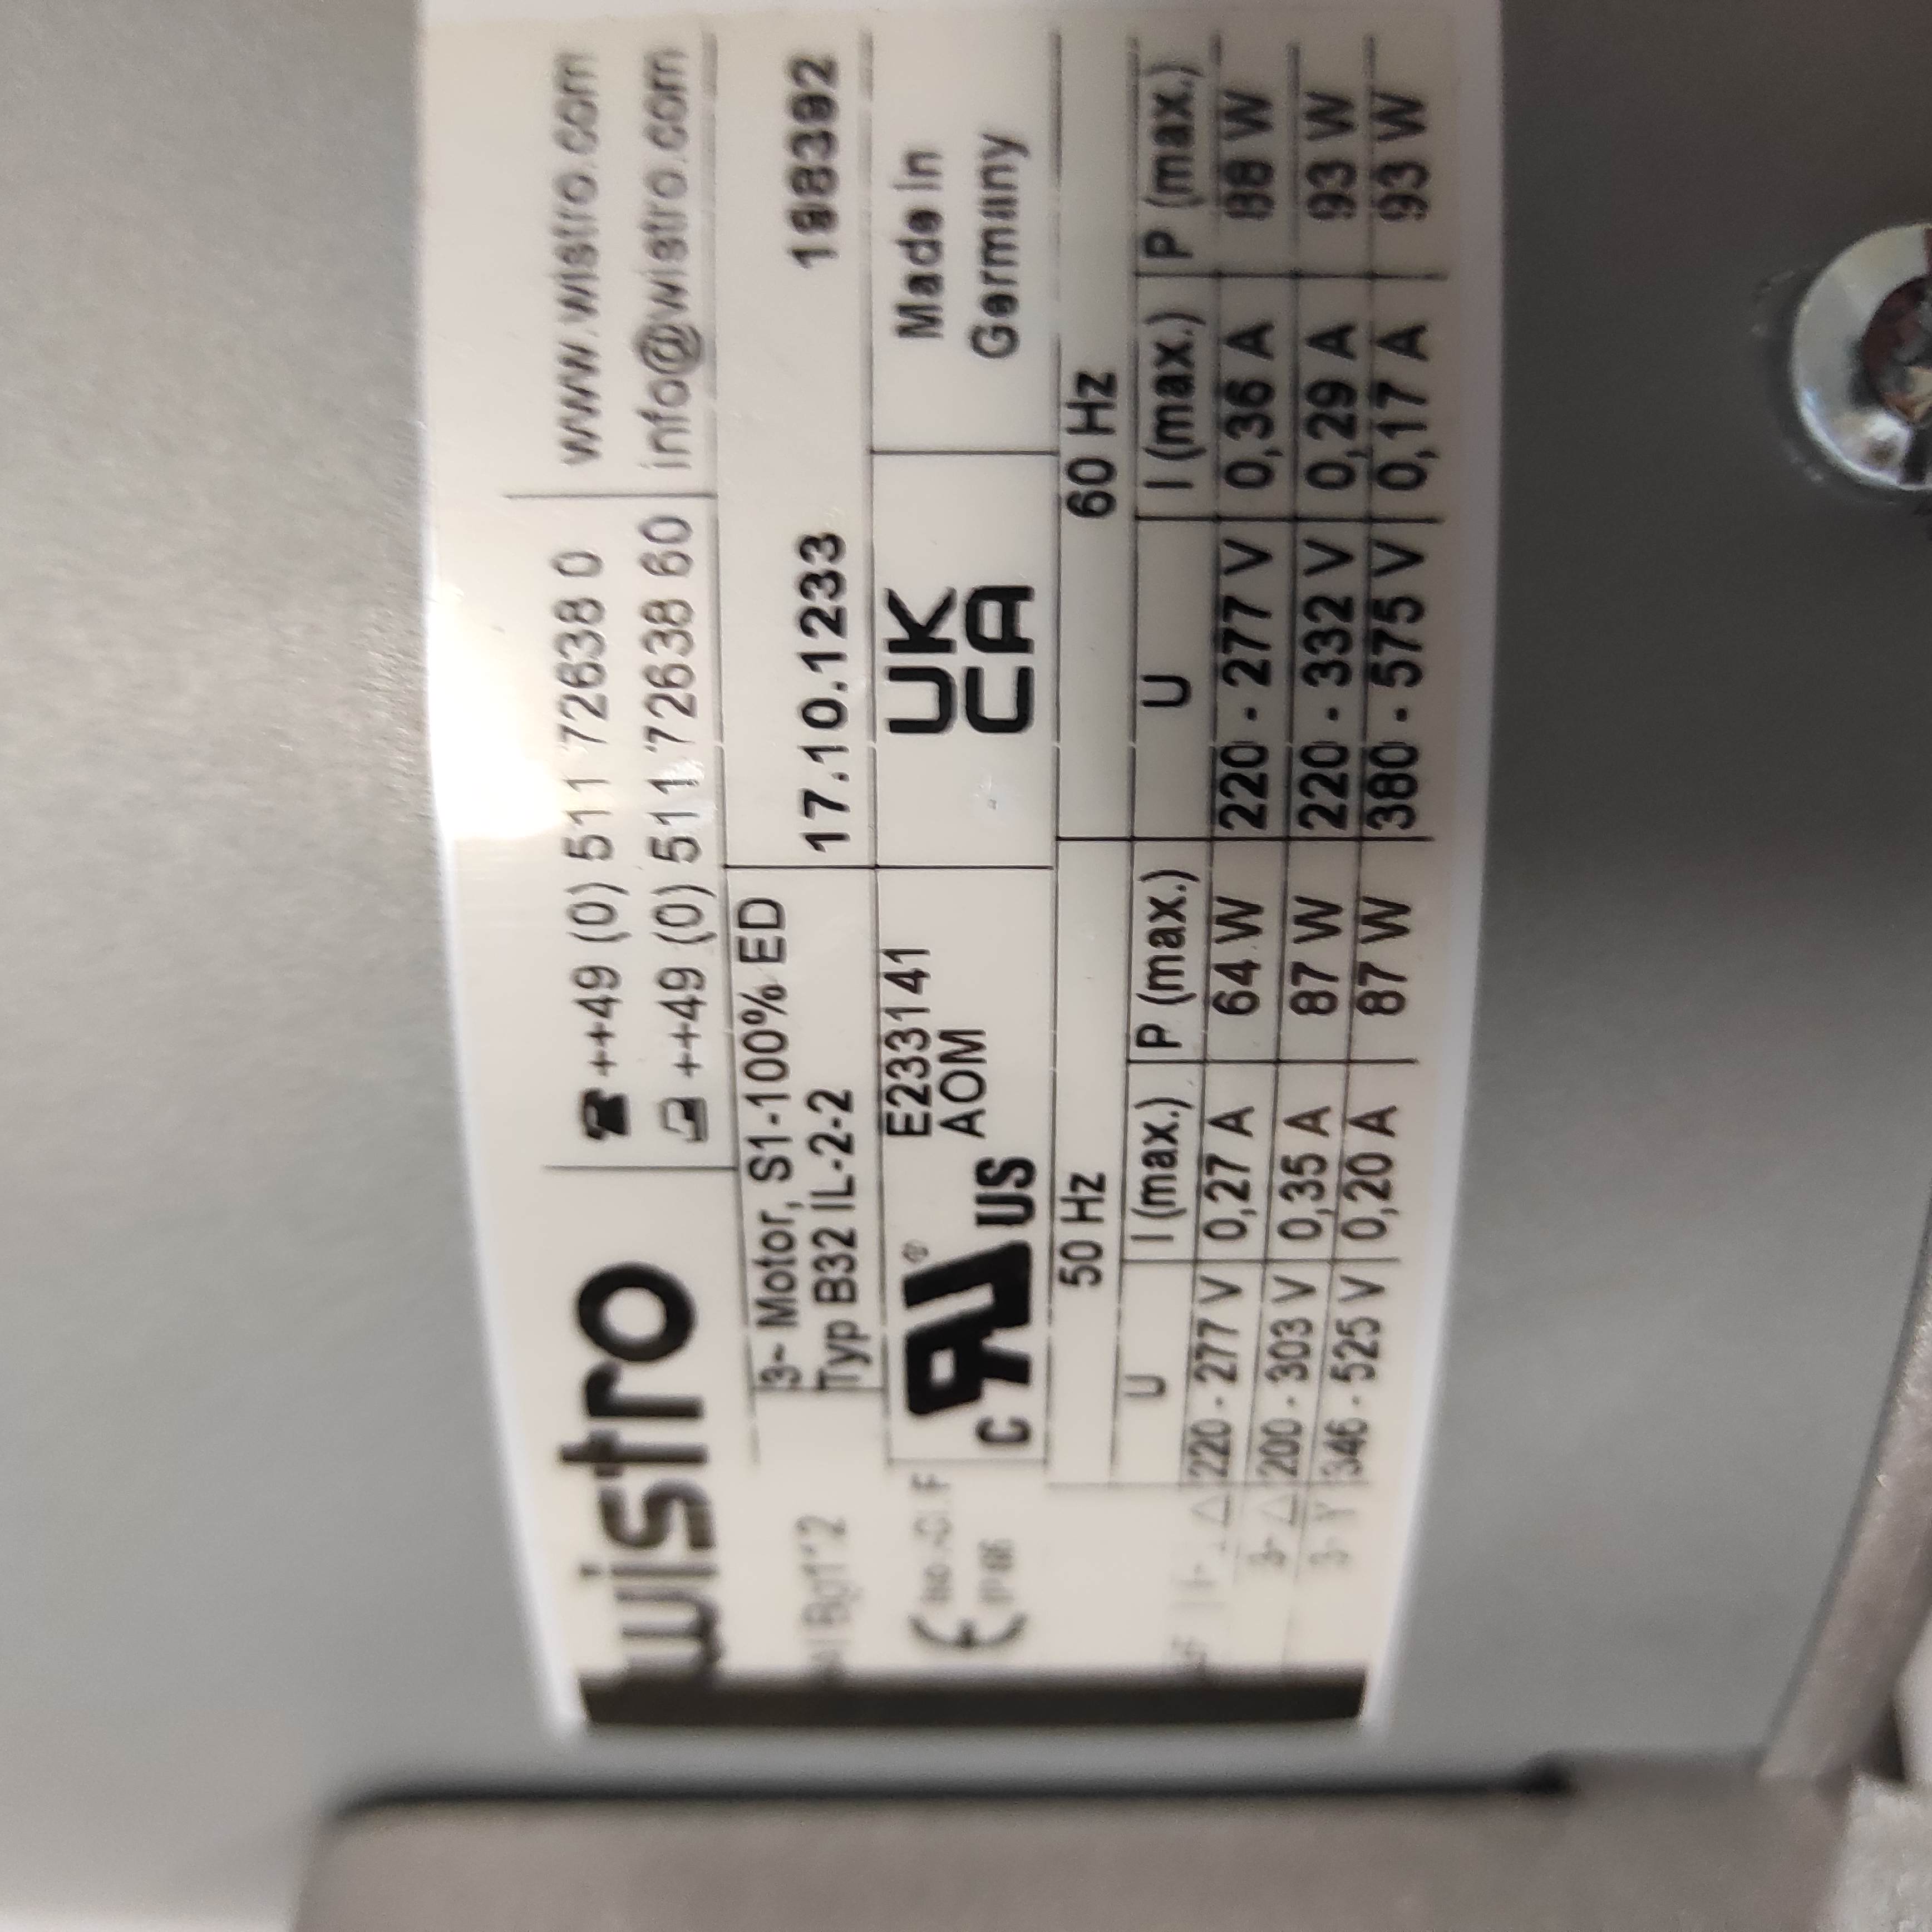 wistro
☎ ++49 (0) 511 72638 0
++49 (0) 511 72638 60
www.wistro.com
info@wistro.com
3~ Motor, S1-100% ED
Typ B32 IL-2-2
17.10.1233
C US ®
E233141
AOM
UK
CA
Made in
Germany
50 Hz 60 Hz
U I (max.) P (max.) U I (max.) P (max.)
△ 220 - 277 V 0,27 A 64 W 220 - 277 V 0,36 A 88 W
3~ △ 200 - 303 V 0,35 A 87 W 220 - 332 V 0,29 A 93 W
3~ Y 346 - 525 V 0,20 A 87 W 380 - 575 V 0,17 A 93 W